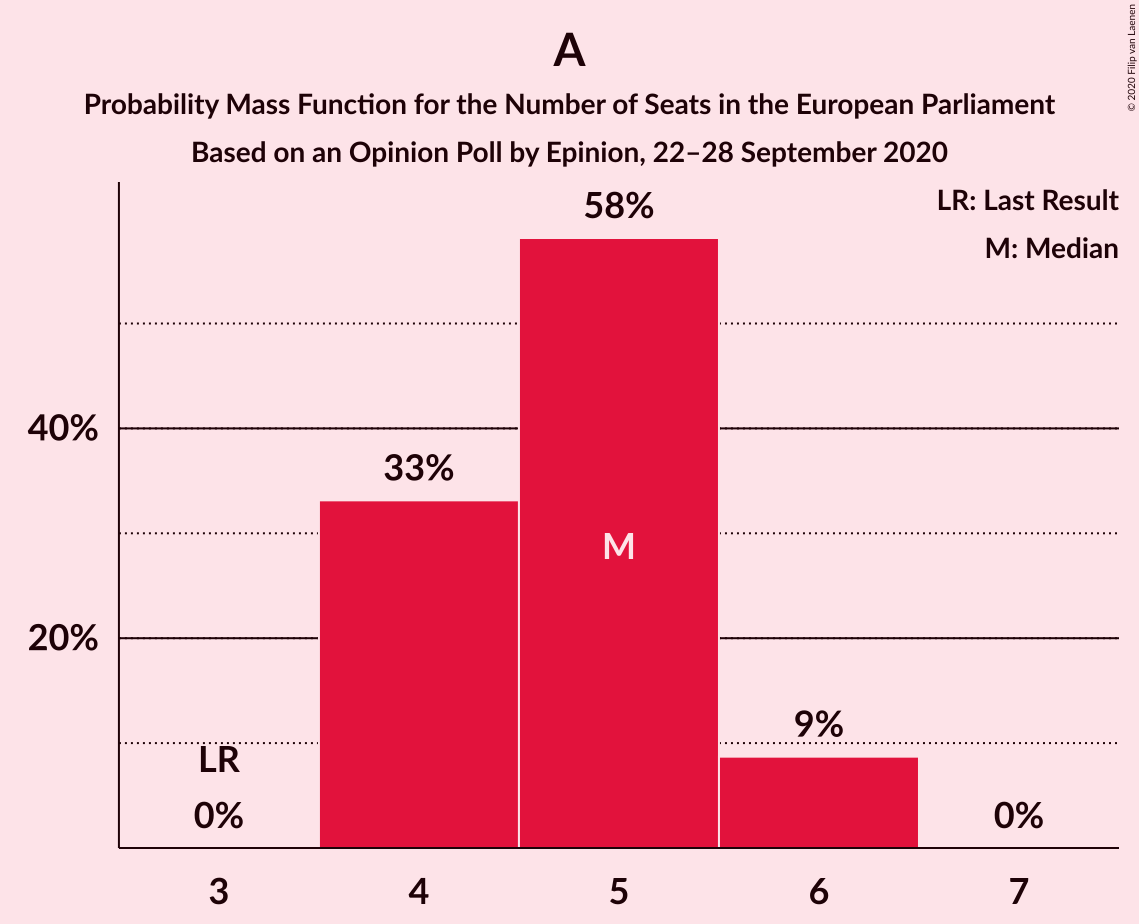 A
Probability Mass Function for the Number of Seats in the European Parliament
Based on an Opinion Poll by Epinion, 22–28 September 2020
© 2020 Filip van Laenen
LR: Last Result
M: Median
58%
40%
33%
M
20%
9%
LR
0%
0%
3 4 5 6 7